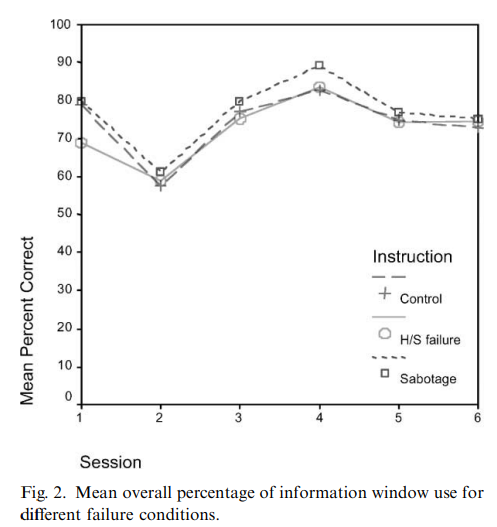 100
90
80
70
60
50
40
30
20
10
0
Mean Percent Correct
1 2 3 4 5 6
Session
Instruction
Control
H/S failure
Sabotage
Fig. 2. Mean overall percentage of information window use for
different failure conditions.